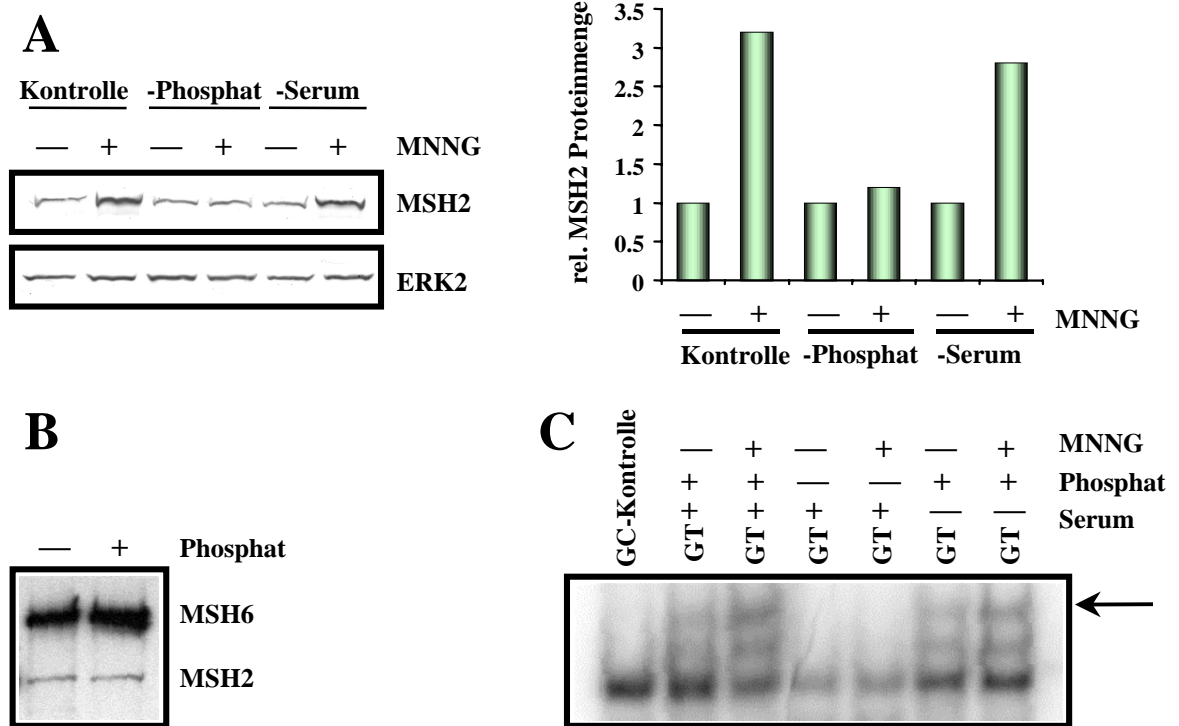 A
Kontrolle -Phosphat -Serum
— + — + — + MNNG
MSH2
ERK2
rel. MSH2 Proteinmenge
3.5
3
2.5
2
1.5
1
0.5
0
— + — + — + MNNG
Kontrolle -Phosphat -Serum
B
— + Phosphat
MSH6
MSH2
C
GC-Kontrolle
— + — + — + MNNG
+ + — — + + Phosphat
+ + + + — — Serum
GT GT GT GT GT GT